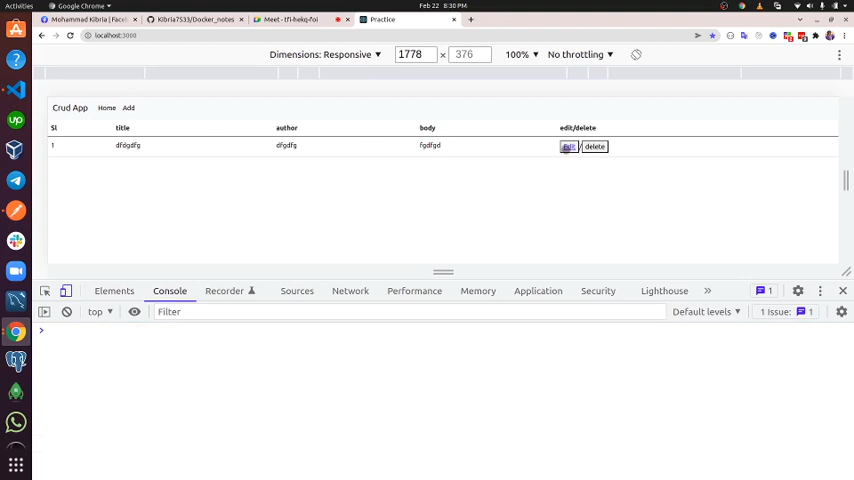 Activities
Google Chrome
Feb 22 8:30 PM
Mohammad Kibria | Face
Kibria7533/Docker_notes
Meet - tfi-hekq-foi
Practice
localhost:3000
Dimensions: Responsive 1778 × 376 100% No throttling
Crud App Home Add
Sl title author body edit/delete
1 dfdgdfg dfgdfg fgdfgd Edit / delete
Elements Console Recorder Sources Network Performance Memory Application Security Lighthouse » 1
top Filter Default levels 1 Issue: 1